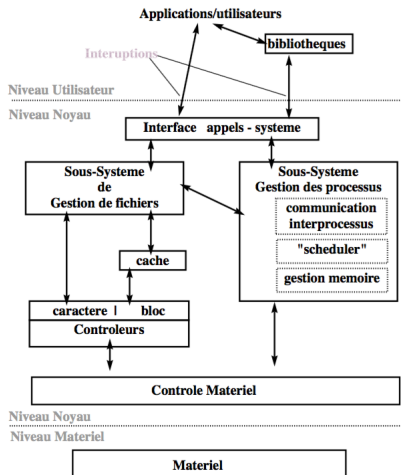 Applications/utilisateurs
bibliotheques
Interuptions
Niveau Utilisateur
Niveau Noyau
Interface appels - systeme
Sous-Systeme
de
Gestion de fichiers
Sous-Systeme
Gestion des processus
communication
interprocessus
"scheduler"
gestion memoire
cache
caractere | bloc
Controleurs
Controle Materiel
Niveau Noyau
Niveau Materiel
Materiel